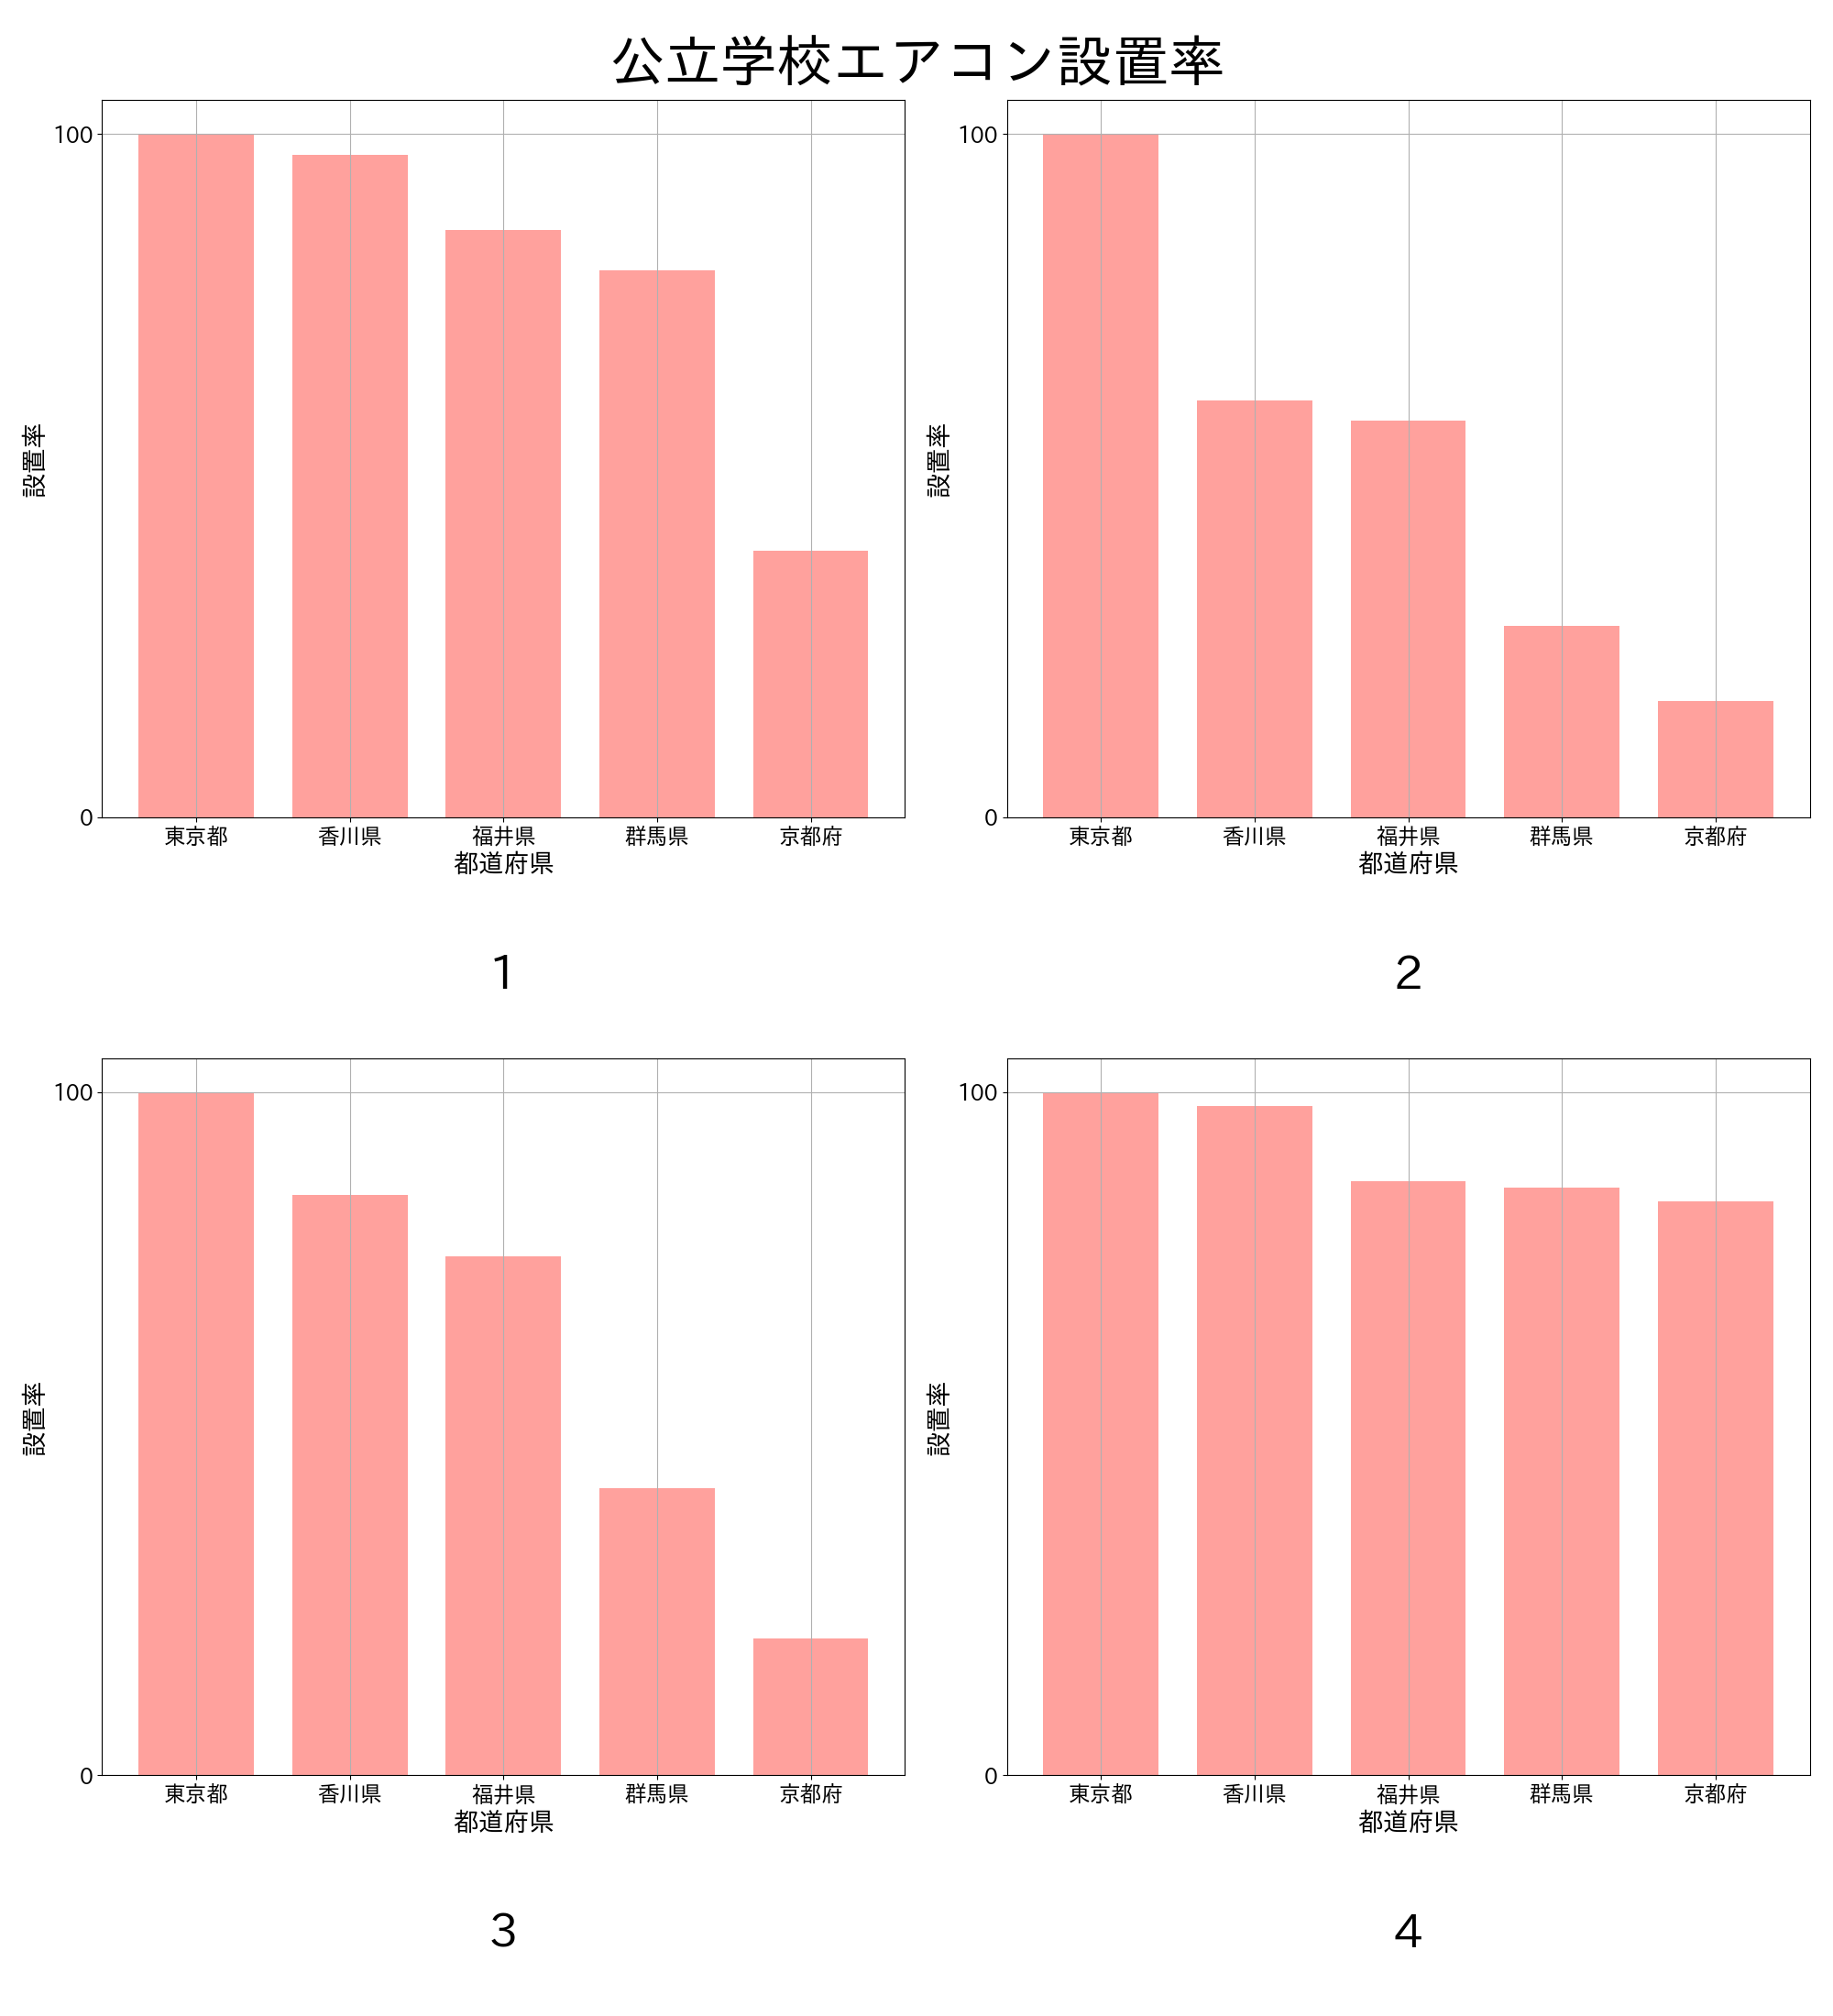 公立学校エアコン設置率
100
0
設置率
東京都 香川県 福井県 群馬県 京都府
都道府県
1
100
0
設置率
東京都 香川県 福井県 群馬県 京都府
都道府県
2
100
0
設置率
東京都 香川県 福井県 群馬県 京都府
都道府県
3
100
0
設置率
東京都 香川県 福井県 群馬県 京都府
都道府県
4